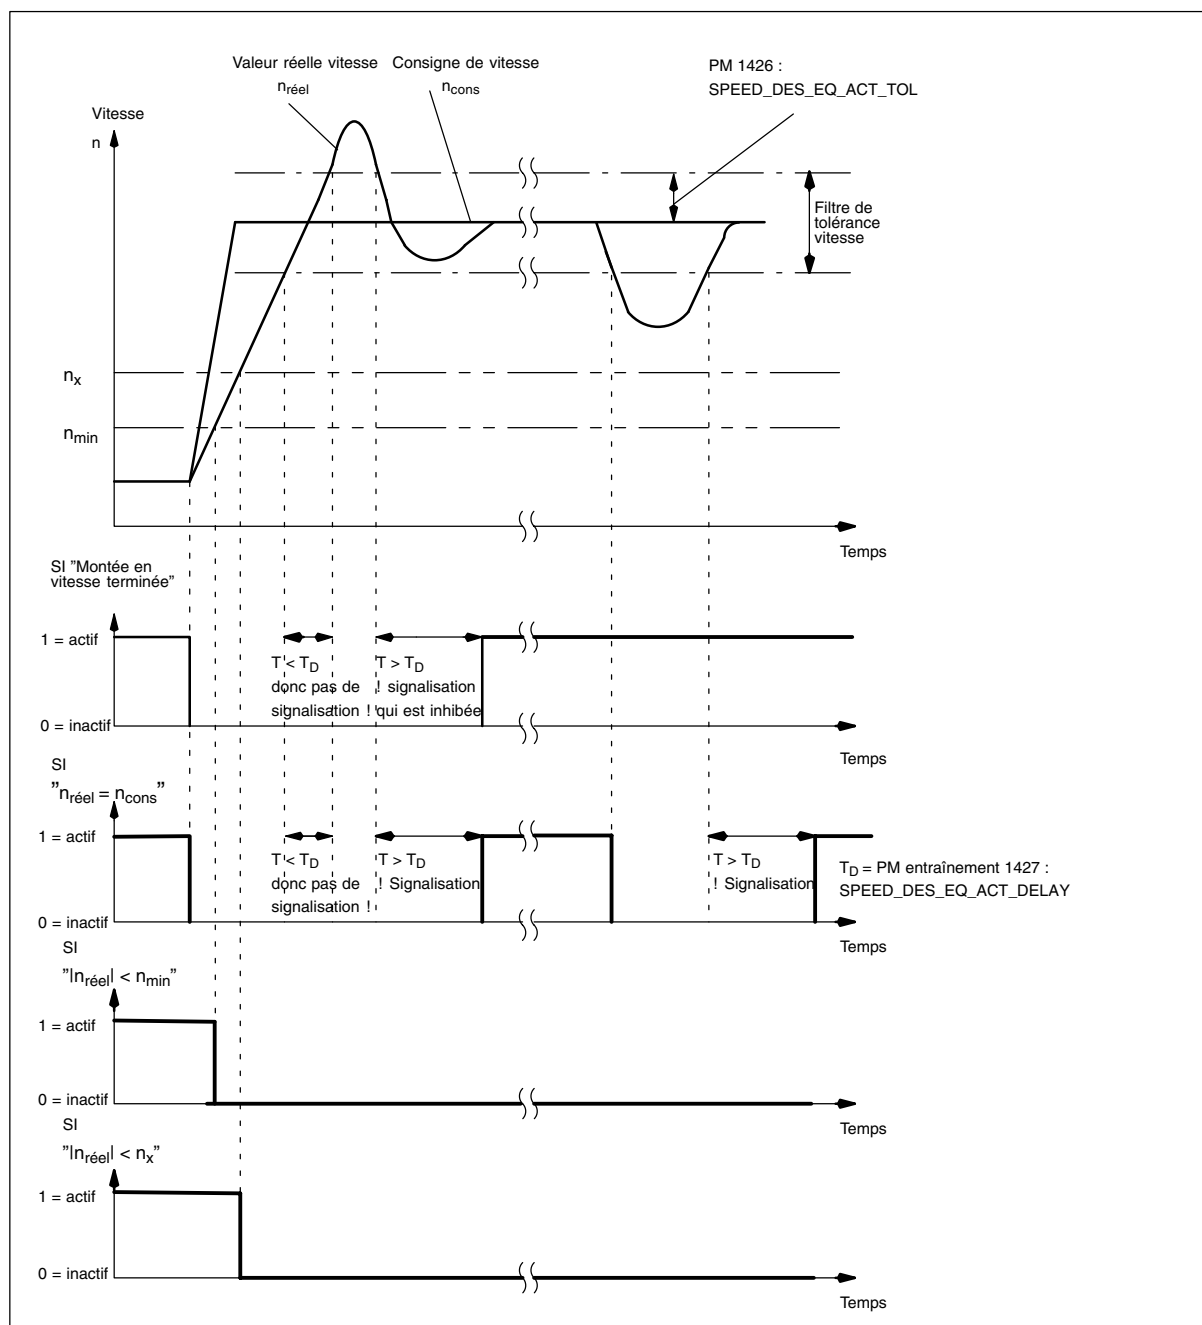 Valeur réelle vitesse
n réel
Consigne de vitesse
n cons
PM 1426 :
SPEED_DES_EQ_ACT_TOL
Vitesse
n
Filtre de
tolérance
vitesse
nx
nmin
Temps
SI "Montée en
vitesse terminée"
1 = actif
T < TD
donc pas de
signalisation !
T > TD
! signalisation
qui est inhibée
0 = inactif
Temps
SI
"nréel = ncons"
1 = actif
T < TD
donc pas de
signalisation !
T > TD
! Signalisation
T > TD
! Signalisation
TD = PM entraînement 1427 :
SPEED_DES_EQ_ACT_DELAY
0 = inactif
Temps
SI
"|nréel| < nmin"
1 = actif
0 = inactif
Temps
SI
"|nréel| < nx"
1 = actif
0 = inactif
Temps